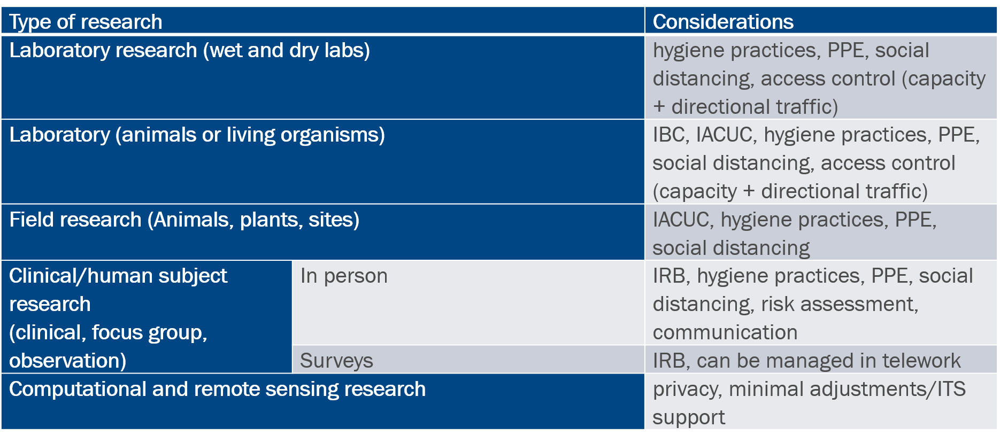 Type of research
Considerations
Laboratory research (wet and dry labs)
hygiene practices, PPE, social
distancing, access control (capacity
+ directional traffic)
Laboratory (animals or living organisms)
IBC, IACUC, hygiene practices, PPE,
social distancing, access control
(capacity + directional traffic)
Field research (Animals, plants, sites)
IACUC, hygiene practices, PPE,
social distancing
Clinical/human subject
research
(clinical, focus group,
observation)
In person
IRB, hygiene practices, PPE, social
distancing, risk assessment,
communication
Surveys
IRB, can be managed in telework
Computational and remote sensing research
privacy, minimal adjustments/ITS
support